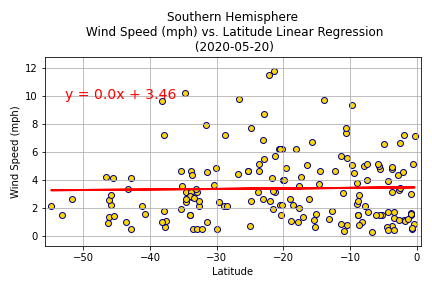 Southern Hemisphere
Wind Speed (mph) vs. Latitude Linear Regression
(2020-05-20)
y = 0.0x + 3.46
Wind Speed (mph)
12
10
8
6
4
2
0
−50
−40
−30
−20
−10
0
Latitude